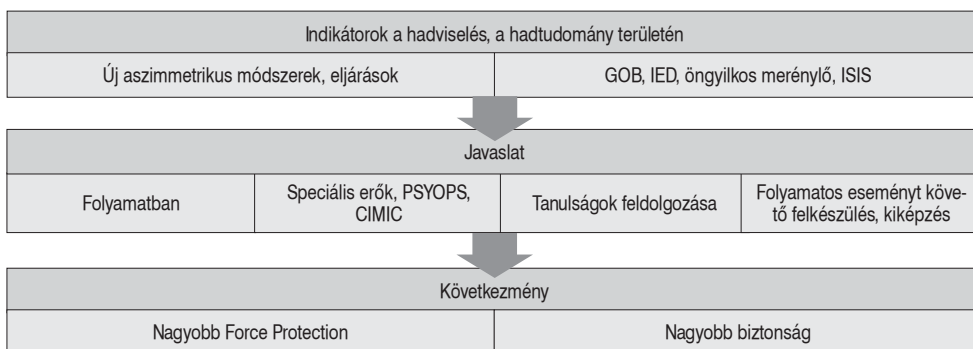 Indikátorok a hadviselés, a hadtudomány területén
Új aszimmetrikus módszerek, eljárások
GOB, IED, öngyilkos merénylő, ISIS
Javaslat
Folyamatban
Speciális erők, PSYOPS,
CIMIC
Tanulságok feldolgozása
Folyamatos eseményt köve-
tő felkészülés, kiképzés
Következmény
Nagyobb Force Protection
Nagyobb biztonság